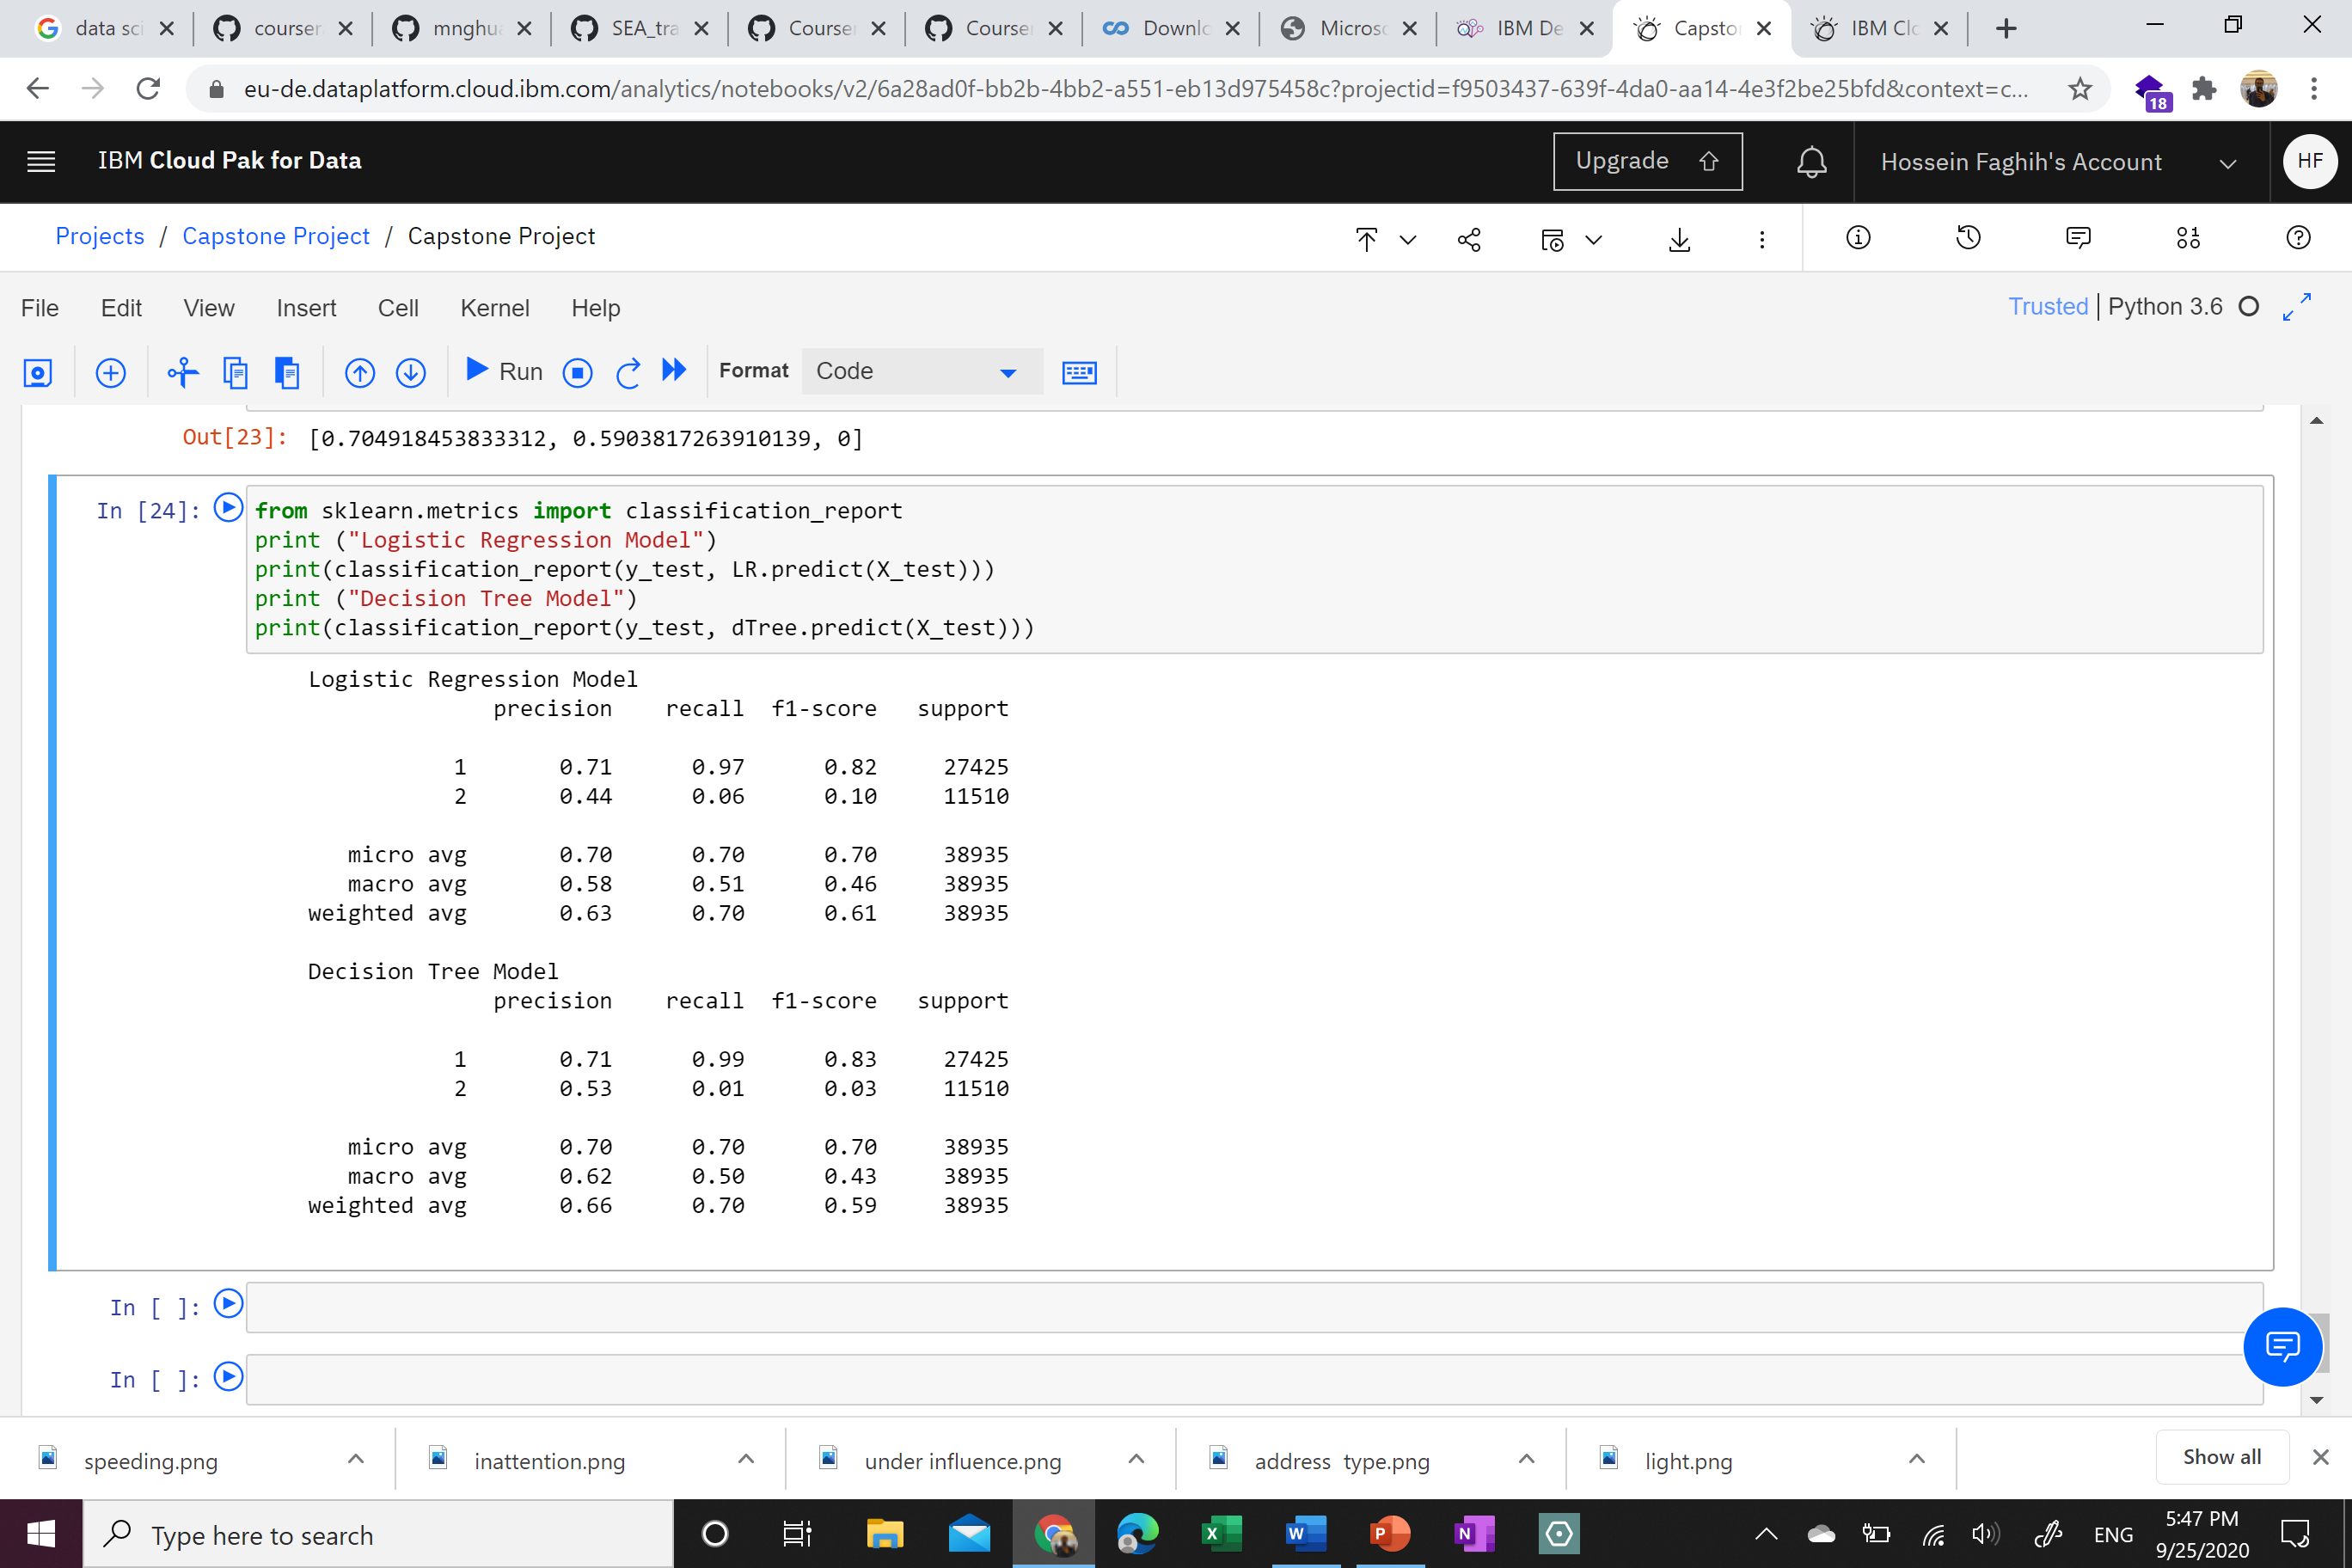 data sci
courser
mnghua
SEA_tra
Courser
Courser
Downlo
Microso
IBM De
Capstor
IBM Clo
eu-de.dataplatform.cloud.ibm.com/analytics/notebooks/v2/6a28ad0f-bb2b-4bb2-a551-eb13d975458c?projectid=f9503437-639f-4da0-aa14-4e3f2be25bfd&context=c...
18
IBM Cloud Pak for Data
Upgrade
Hossein Faghih's Account
HF
Projects / Capstone Project / Capstone Project
File Edit View Insert Cell Kernel Help
Trusted | Python 3.6
Run
Format
Code
Out[23]: [0.704918453833312, 0.5903817263910139, 0]
In [24]: from sklearn.metrics import classification_report
print ("Logistic Regression Model")
print(classification_report(y_test, LR.predict(X_test)))
print ("Decision Tree Model")
print(classification_report(y_test, dTree.predict(X_test)))
Logistic Regression Model
precision recall f1-score support
1 0.71 0.97 0.82 27425
2 0.44 0.06 0.10 11510
micro avg 0.70 0.70 0.70 38935
macro avg 0.58 0.51 0.46 38935
weighted avg 0.63 0.70 0.61 38935
Decision Tree Model
precision recall f1-score support
1 0.71 0.99 0.83 27425
2 0.53 0.01 0.03 11510
micro avg 0.70 0.70 0.70 38935
macro avg 0.62 0.50 0.43 38935
weighted avg 0.66 0.70 0.59 38935
In [ ]:
In [ ]:
speeding.png
inattention.png
under influence.png
address type.png
light.png
Show all
Type here to search
ENG
5:47 PM
9/25/2020